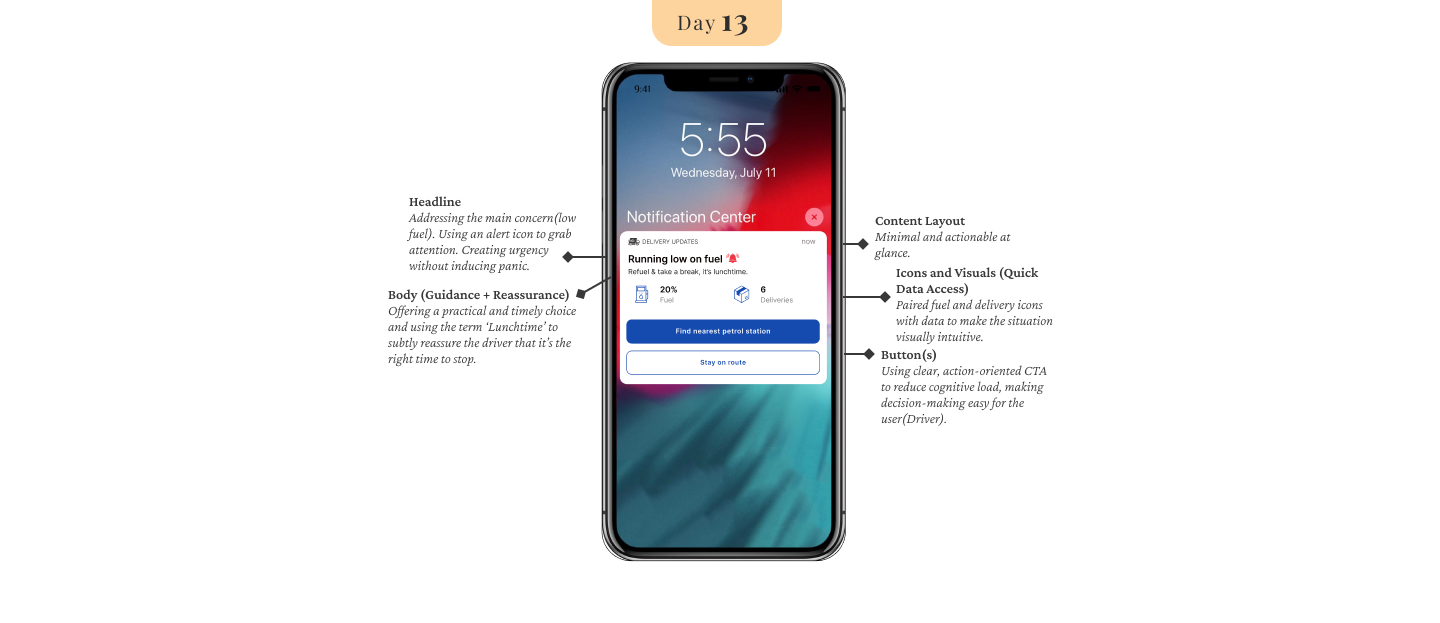 Day 13
9:41
5:55
Wednesday, July 11
Notification Center
DELIVERY UPDATES now
Running low on fuel
Refuel & take a break, it's lunchtime.
20%
Fuel
6
Deliveries
Find nearest petrol station
Stay on route
Headline
Addressing the main concern(low
fuel). Using an alert icon to grab
attention. Creating urgency
without inducing panic.
Body (Guidance + Reassurance)
Offering a practical and timely choice
and using the term ‘Lunchtime’ to
subtly reassure the driver that it’s the
right time to stop.
Content Layout
Minimal and actionable at
glance.
Icons and Visuals (Quick
Data Access)
Paired fuel and delivery icons
with data to make the situation
visually intuitive.
Button(s)
Using clear, action-oriented CTA
to reduce cognitive load, making
decision-making easy for the
user(Driver).